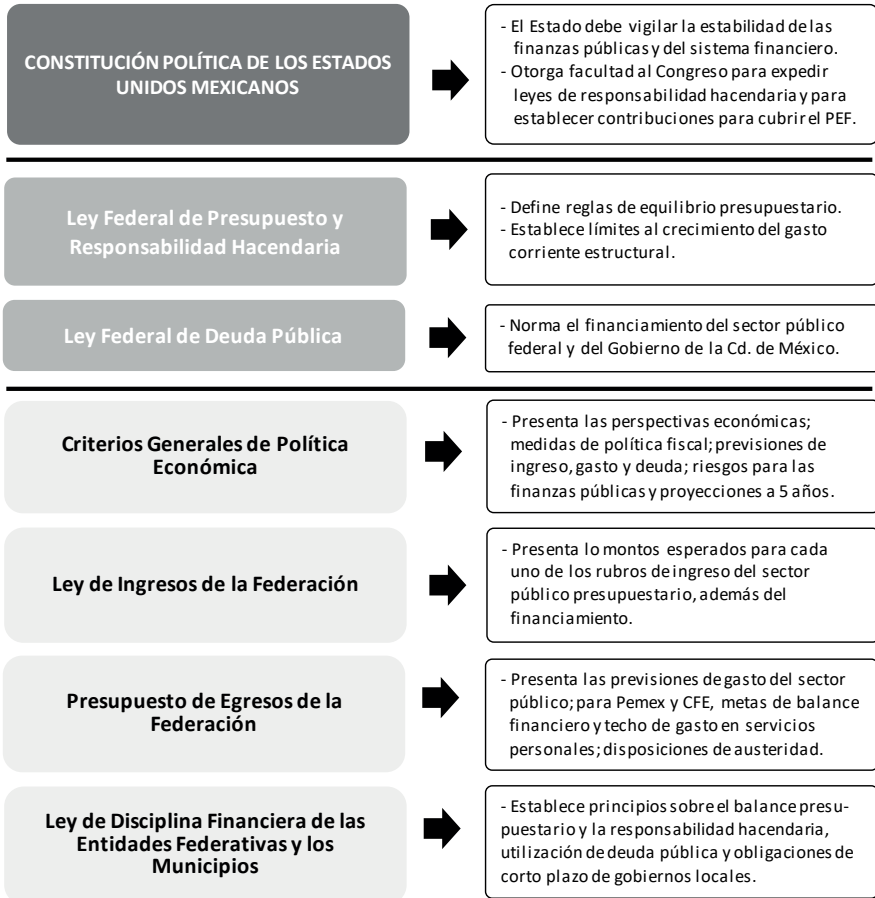 CONSTITUCIÓN POLÍTICA DE LOS ESTADOS
UNIDOS MEXICANOS
- El Estado debe vigilar la estabilidad de las
finanzas públicas y del sistema financiero.
- Otorga facultad al Congreso para expedir
leyes de responsabilidad hacendaria y para
establecer contribuciones para cubrir el PEF.
Ley Federal de Presupuesto y
Responsabilidad Hacendaria
- Define reglas de equilibrio presupuestario.
- Establece límites al crecimiento del gasto
corriente estructural.
Ley Federal de Deuda Pública
- Norma el financiamiento del sector público
federal y del Gobierno de la Cd. de México.
Criterios Generales de Política
Económica
- Presenta las perspectivas económicas;
medidas de política fiscal; previsiones de
ingreso, gasto y deuda; riesgos para las
finanzas públicas y proyecciones a 5 años.
Ley de Ingresos de la Federación
- Presenta lo montos esperados para cada
uno de los rubros de ingreso del sector
público presupuestario, además del
financiamiento.
Presupuesto de Egresos de la
Federación
- Presenta las previsiones de gasto del sector
público; para Pemex y CFE, metas de balance
financiero y techo de gasto en servicios
personales; disposiciones de austeridad.
Ley de Disciplina Financiera de las
Entidades Federativas y los
Municipios
- Establece principios sobre el balance presu-
puestario y la responsabilidad hacendaria,
utilización de deuda pública y obligaciones de
corto plazo de gobiernos locales.